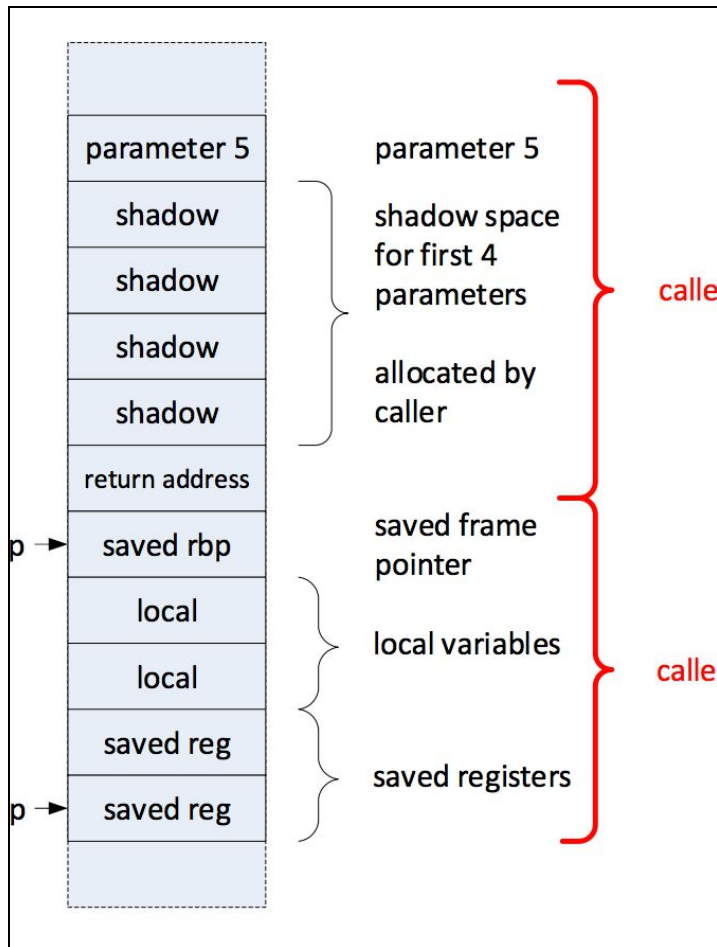 parameter 5
shadow
shadow
shadow
shadow
return address
p
saved rbp
local
local
saved reg
p
saved reg
parameter 5
shadow space
for first 4
parameters
allocated by
caller
saved frame
pointer
local variables
saved registers
calle
calle